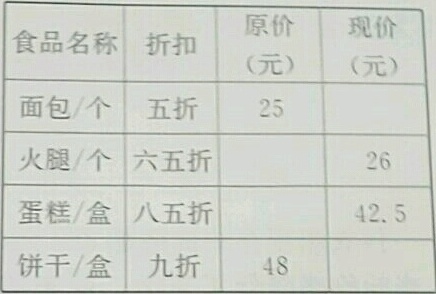 食品名称 折扣 原价（元） 现价（元）
面包/个 五折 25
火腿/个 六五折 26
蛋糕/盒 八五折 42.5
饼干/盒 九折 48